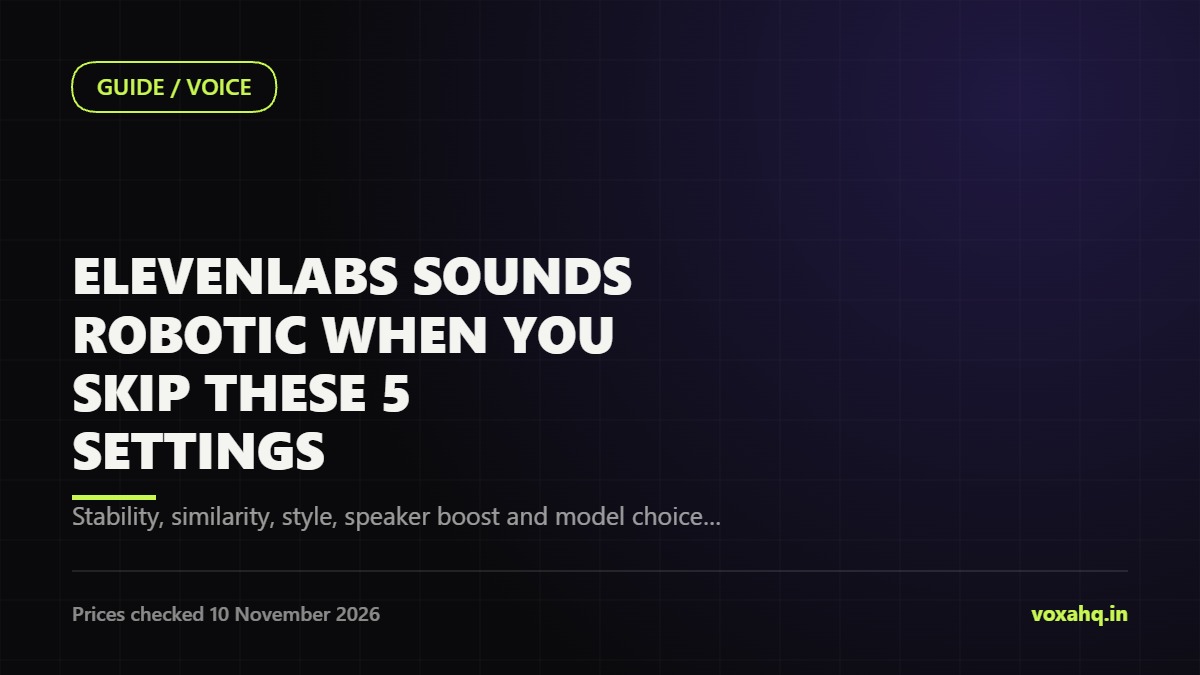 GUIDE / VOICE
ELEVENLABS SOUNDS
ROBOTIC WHEN YOU
SKIP THESE 5
SETTINGS
Stability, similarity, style, speaker boost and model choice...
Prices checked 10 November 2026
voxahq.in